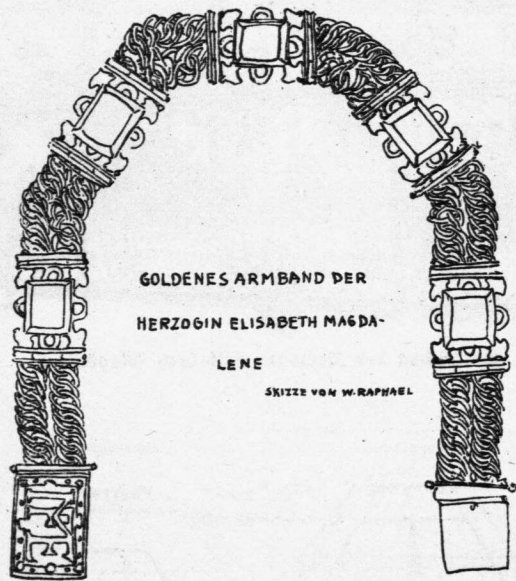 GOLDENES ARMBAND DER
HERZOGIN ELISABETH MAGDA-
LENE
SKIZZE VON W. RAPHAEL